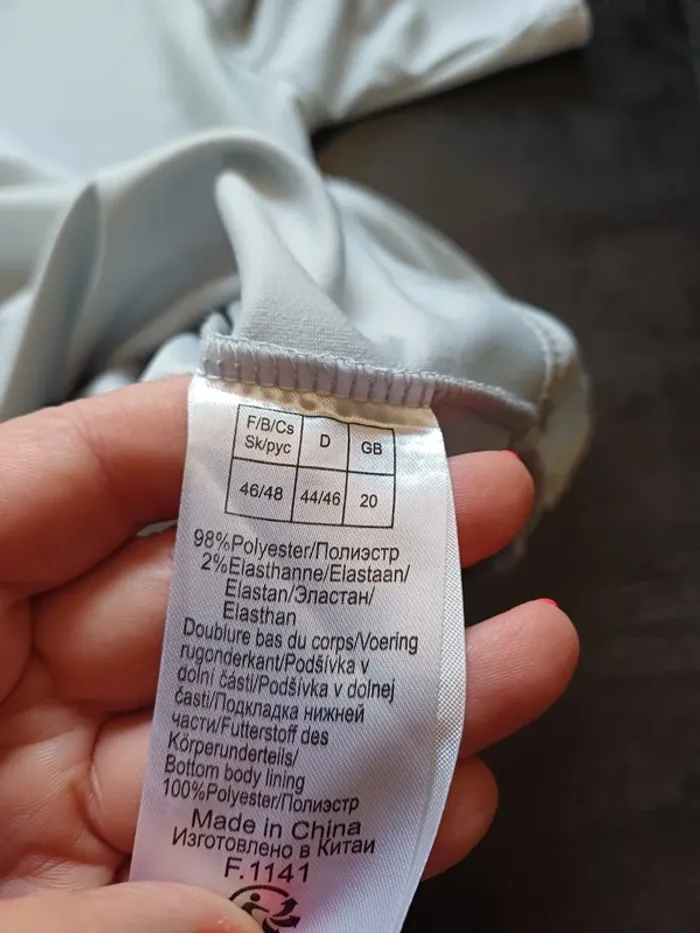 F/B/Cs D GB
Sk/рус
46/48 44/46 20
98%Polyester/Полиэстр
2%Elasthanne/Elastaan/
Elastan/Эластан/
Elasthan
Doublure bas du corps/Voering
rugonderkant/Podšívka v
dolní části/Podšívka v dolnej
časti/Подкладка нижней
части/Futterstoff des
Körperunderteils/
Bottom body lining
100%Polyester/Полиэстр
Made in China
Изготовлено в Китаи
F.1141